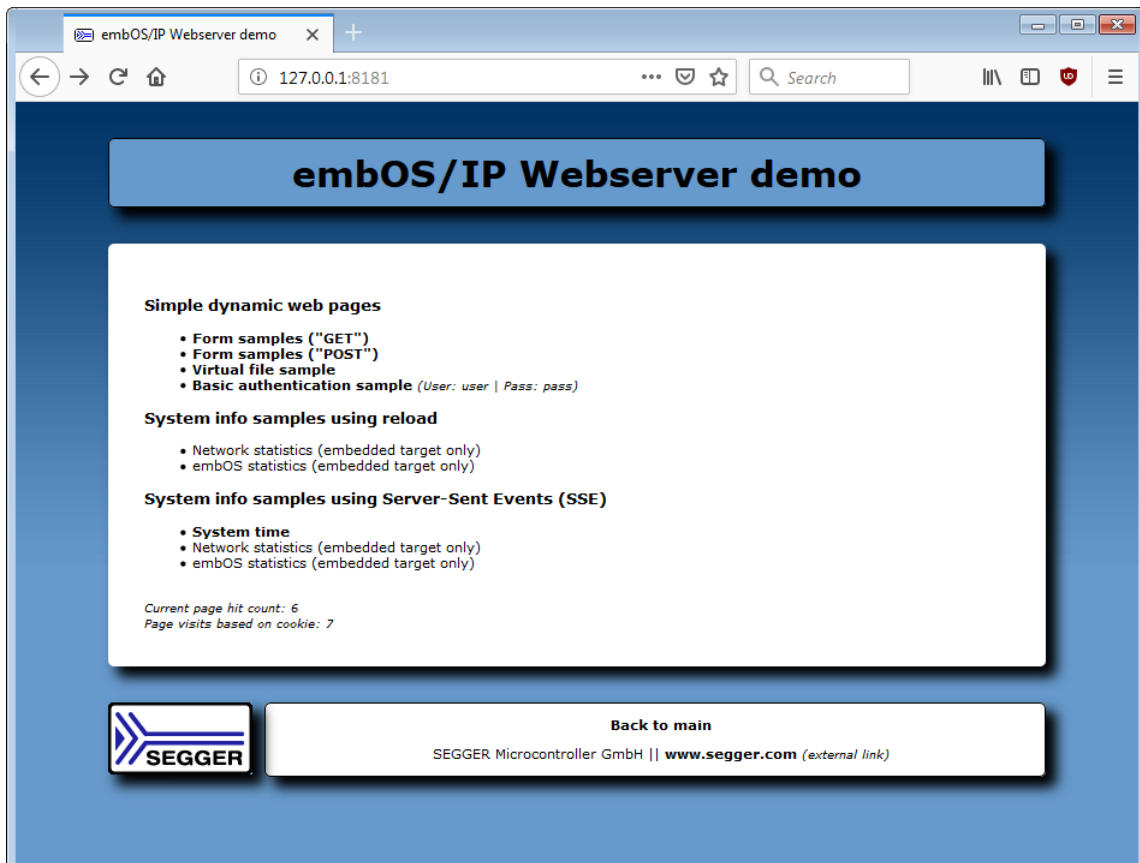 embOS/IP Webserver demo
127.0.0.1:8181
Search
embOS/IP Webserver demo
Simple dynamic web pages
• Form samples ("GET")
• Form samples ("POST")
• Virtual file sample
• Basic authentication sample (User: user | Pass: pass)
System info samples using reload
• Network statistics (embedded target only)
• embOS statistics (embedded target only)
System info samples using Server-Sent Events (SSE)
• System time
• Network statistics (embedded target only)
• embOS statistics (embedded target only)
Current page hit count: 6
Page visits based on cookie: 7
SEGGER
Back to main
SEGGER Microcontroller GmbH || www.segger.com (external link)